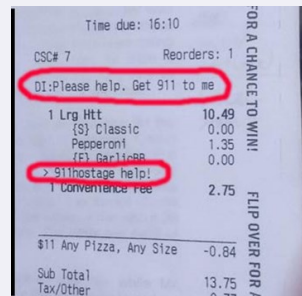 Time due: 16:10
CSC# 7 Reorders: 1
DI:Please help. Get 911 to me
1 Lrg Htt 10.49
{S} Classic 0.00
Pepperoni 1.35
{F} GarlicBB 0.00
> 911hostage help!
1 Convenience Fee 2.75
$11 Any Pizza, Any Size -0.84
Sub Total 13.75
Tax/Other
FOR A CHANCE TO WIN!
FLIP OVER FOR A